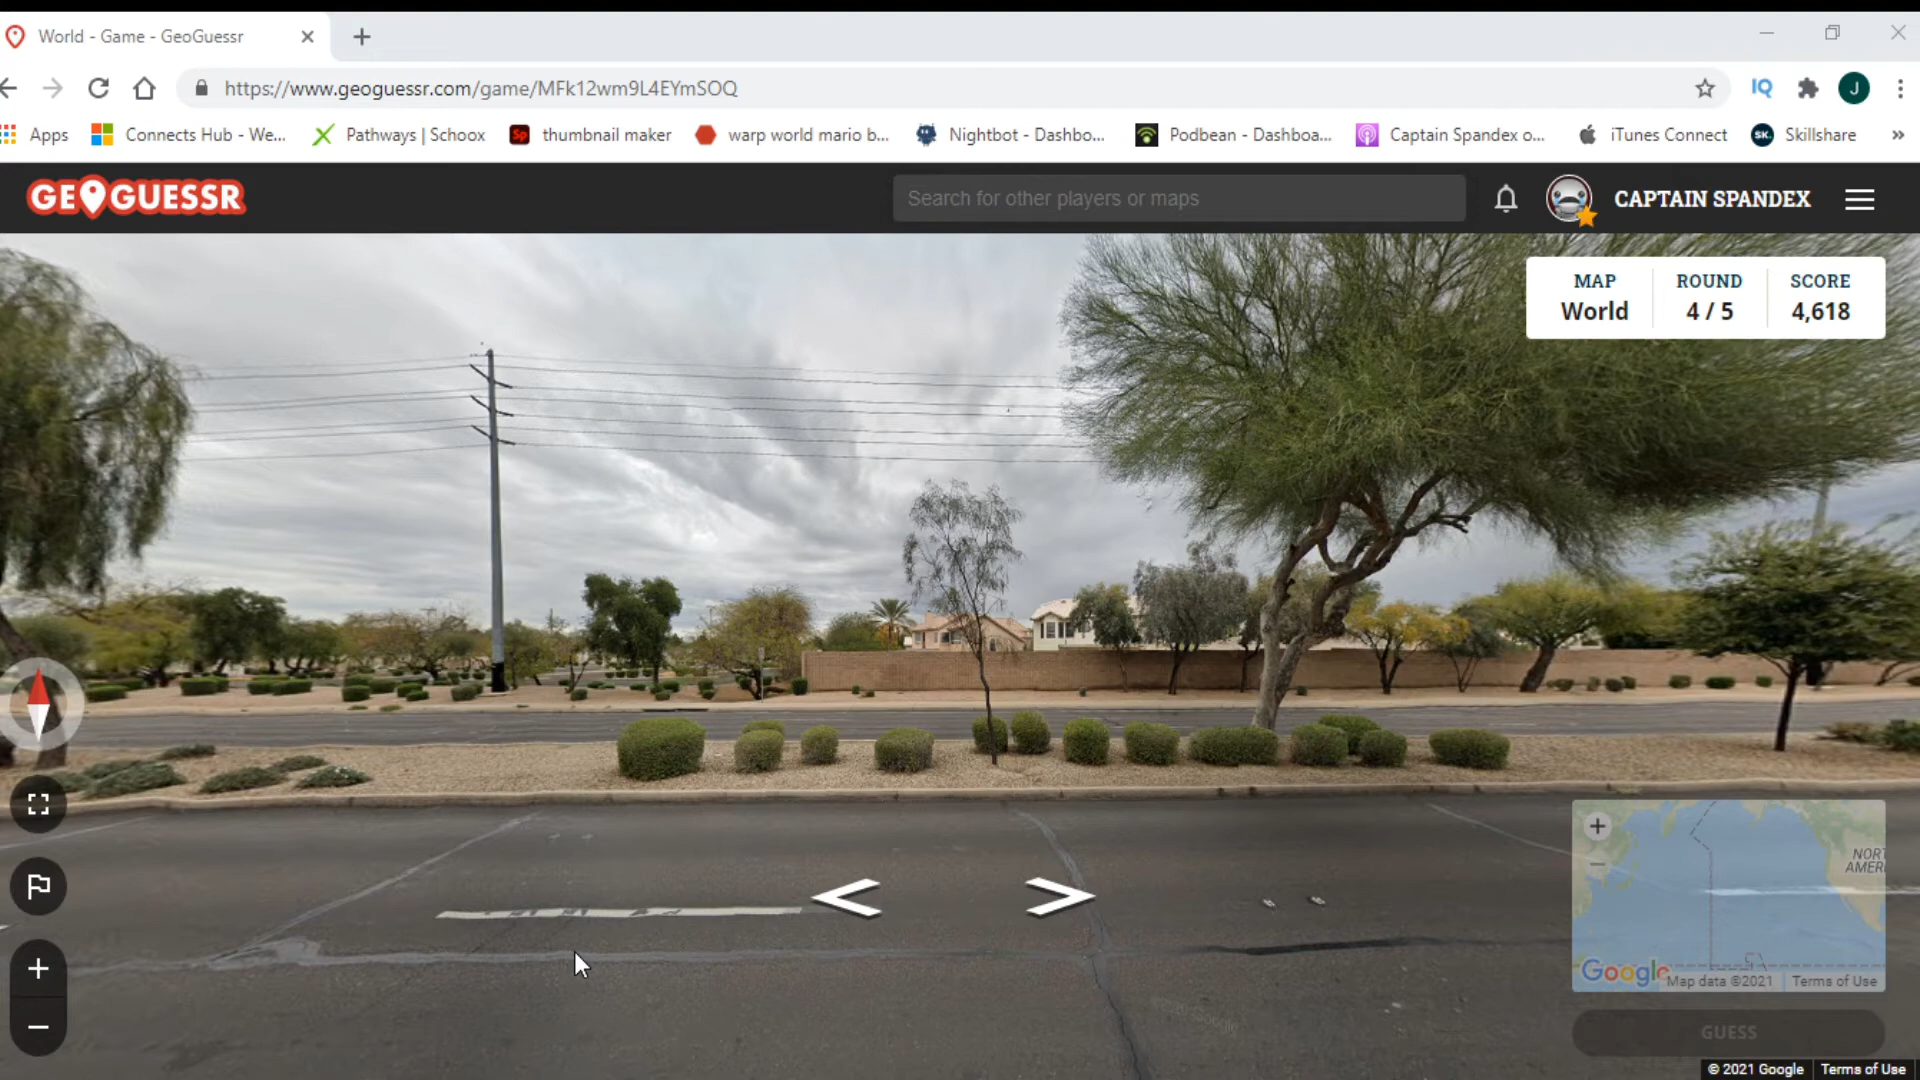 World - Game - GeoGuessr
https://www.geoguessr.com/game/MFk12wm9L4EYmSOQ
IQ
J
Apps
Connects Hub - We...
Pathways | Schoox
Sp
thumbnail maker
warp world mario b...
Nightbot - Dashbo...
Podbean - Dashboa...
Captain Spandex o...
iTunes Connect
SK.
Skillshare
GEOGUESSR
Search for other players or maps
CAPTAIN SPANDEX
MAP
World
ROUND
4 / 5
SCORE
4,618
Google
Map data ©2021
Terms of Use
GUESS
© 2021 Google
Terms of Use